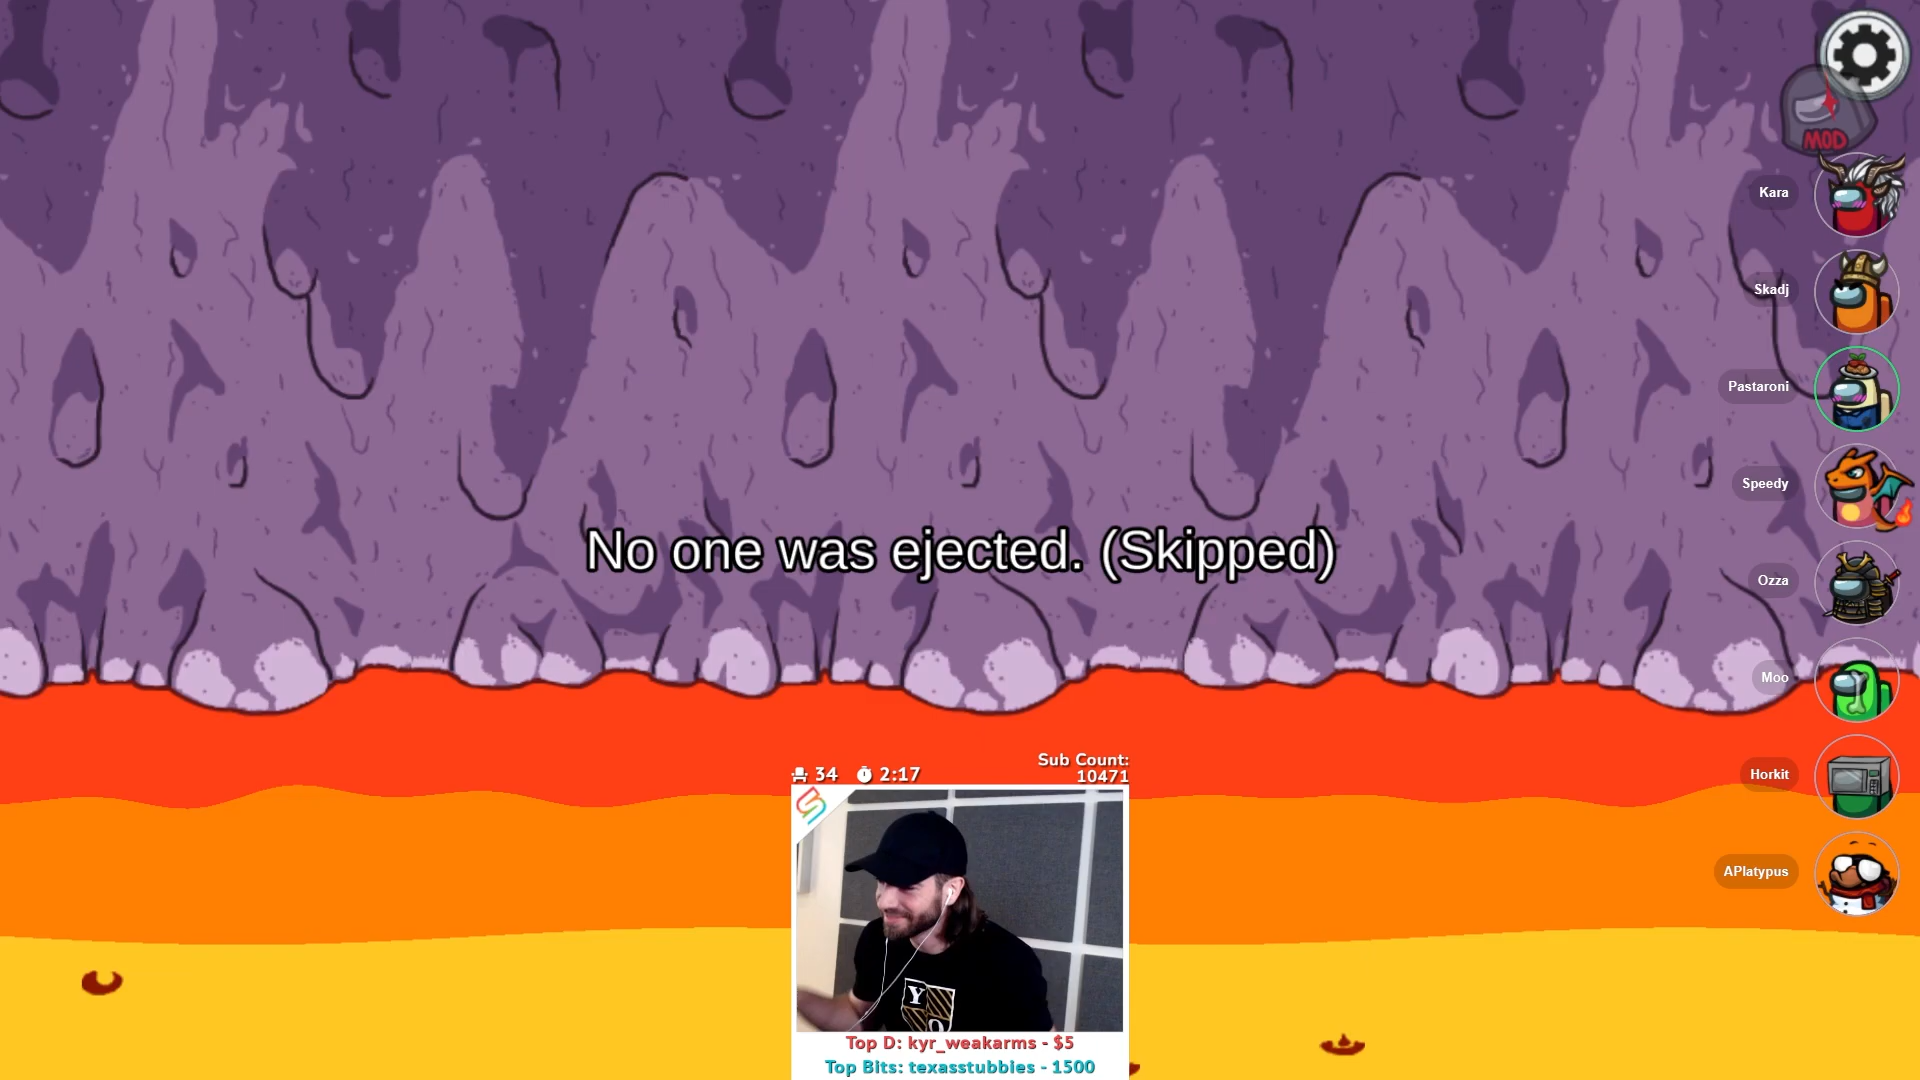 MOD
Kara
Skadj
Pastaroni
Speedy
Ozza
Moo
Horkit
APlatypus
No one was ejected. (Skipped)
34 2:17
Sub Count:
10471
Y
O
Top D: kyr_weakarms - $5
Top Bits: texasstubbies - 1500